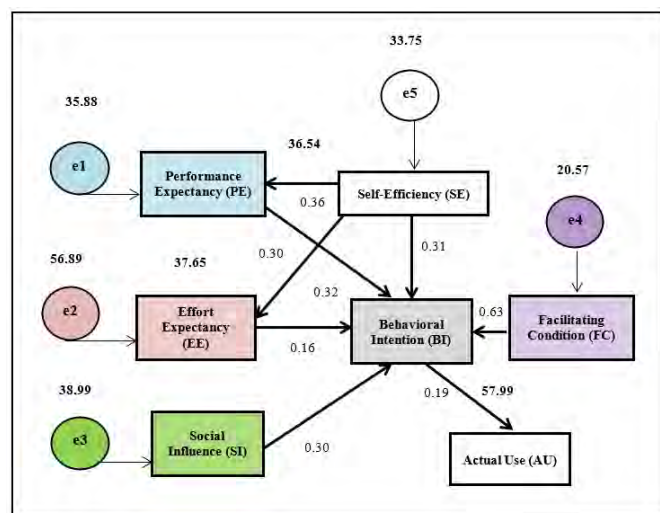 33.75
35.88
e5
36.54
e1
Performance
Expectancy (PE)
Self-Efficiency (SE)
20.57
0.36
e4
56.89
37.65
0.30
0.31
e2
Effort
Expectancy
(EE)
0.32
0.16
Behavioral
Intention (BI)
0.63
Facilitating
Condition (FC)
38.99
e3
Social
Influence (SI)
0.30
0.19
57.99
Actual Use (AU)